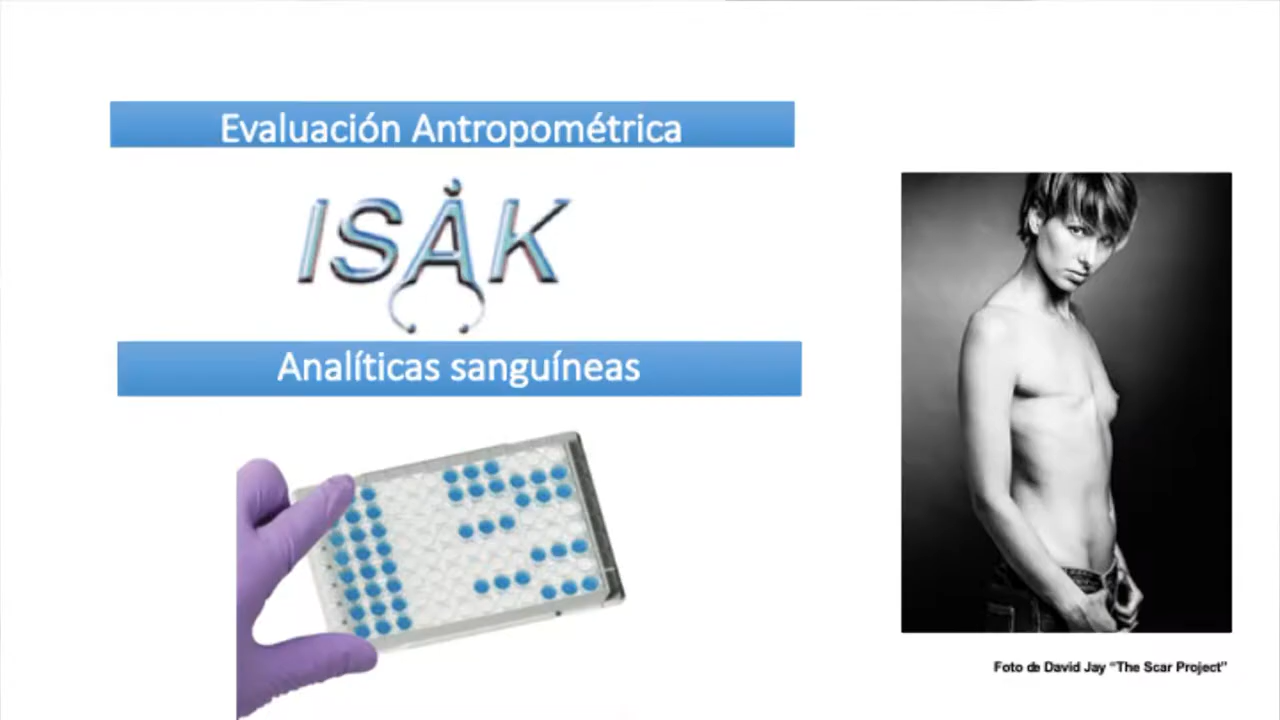 Evaluación Antropométrica
ISAK
Analíticas sanguíneas
Foto de David Jay “The Scar Project”